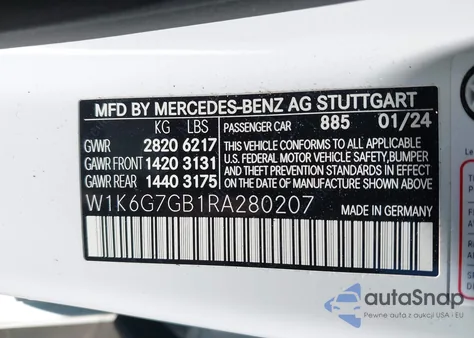 MFD BY MERCEDES-BENZ AG STUTTGART
KG LBS
PASSENGER CAR 885 01/24
GVWR 2820 6217
GAWR FRONT 1420 3131
GAWR REAR 1440 3175
THIS VEHICLE CONFORMS TO ALL
APPLICABLE U.S. FEDERAL MOTOR
VEHICLE SAFETY, BUMPER
AND THEFT PREVENTION STANDARDS
IN EFFECT ON THE DATE OF
MANUFACTURE SHOWN ABOVE.
W1K6G7GB1RA280207
MADE IN GERMANY
autoSnap
Pewne auta z aukcji USA i EU